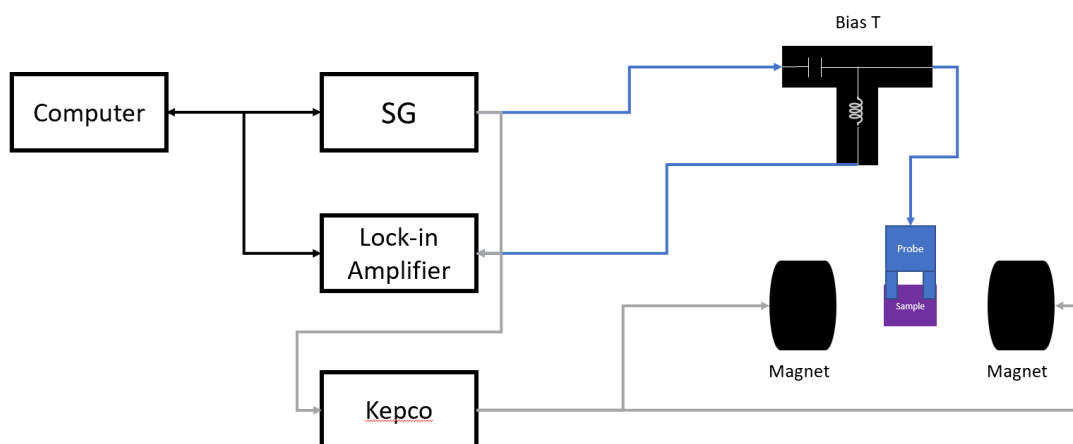 Bias T
Computer
SG
Lock-in
Amplifier
Probe
Sample
Magnet
Magnet
Kepco